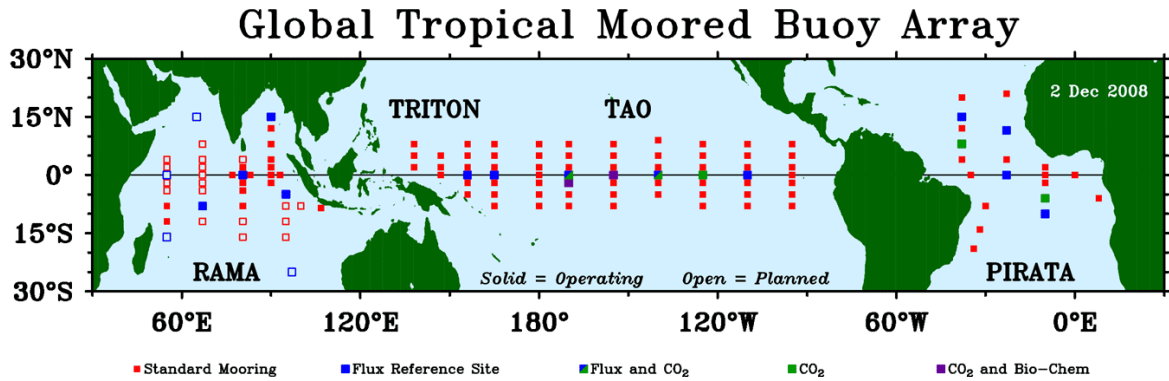 Global Tropical Moored Buoy Array
30°N
15°N
0°
15°S
30°S
TRITON
TAO
2 Dec 2008
RAMA
Solid = Operating
Open = Planned
PIRATA
60°E
120°E
180°
120°W
60°W
0°E
Standard Mooring
Flux Reference Site
Flux and CO₂
CO₂
CO₂ and Bio-Chem